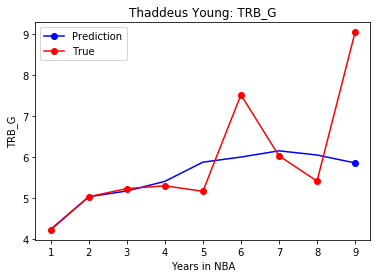 Thaddeus Young: TRB_G
Prediction
True
9
8
7
6
5
4
TRB_G
1 2 3 4 5 6 7 8 9
Years in NBA